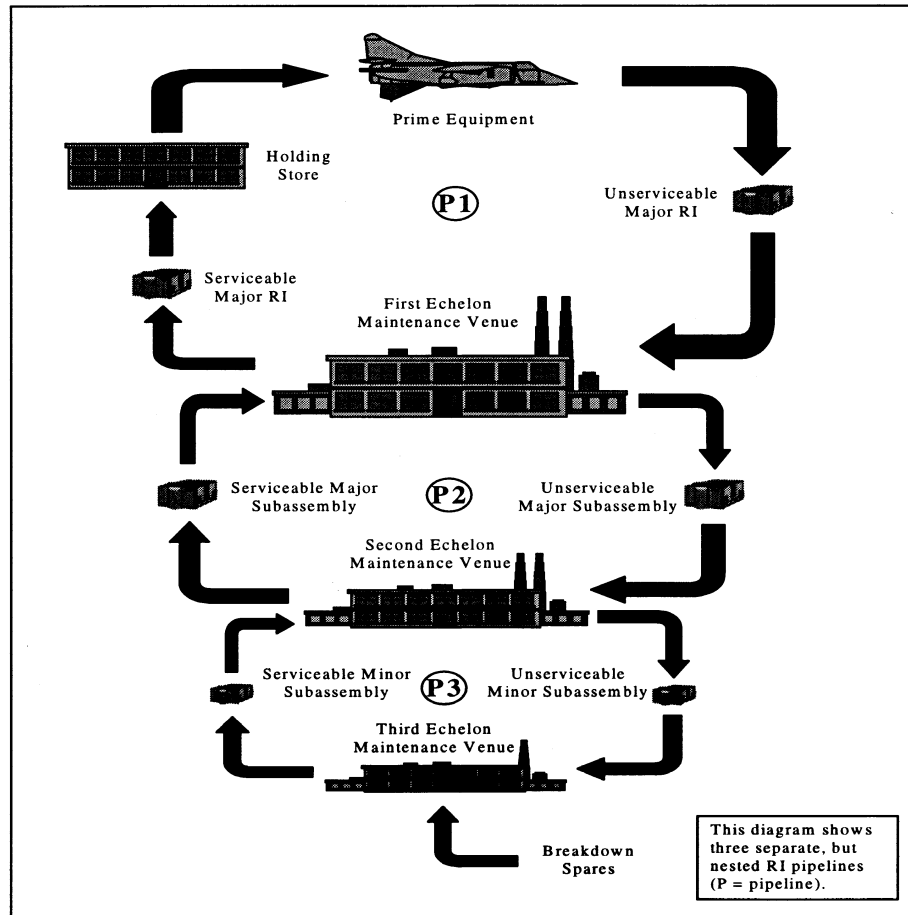 Prime Equipment
Holding
Store
P1
Unserviceable
Major RI
Serviceable
Major RI
First Echelon
Maintenance Venue
Serviceable Major
Subassembly
P2
Unserviceable
Major Subassembly
Second Echelon
Maintenance Venue
Serviceable Minor
Subassembly
P3
Unserviceable
Minor Subassembly
Third Echelon
Maintenance Venue
Breakdown
Spares
This diagram shows
three separate, but
nested RI pipelines
(P = pipeline).